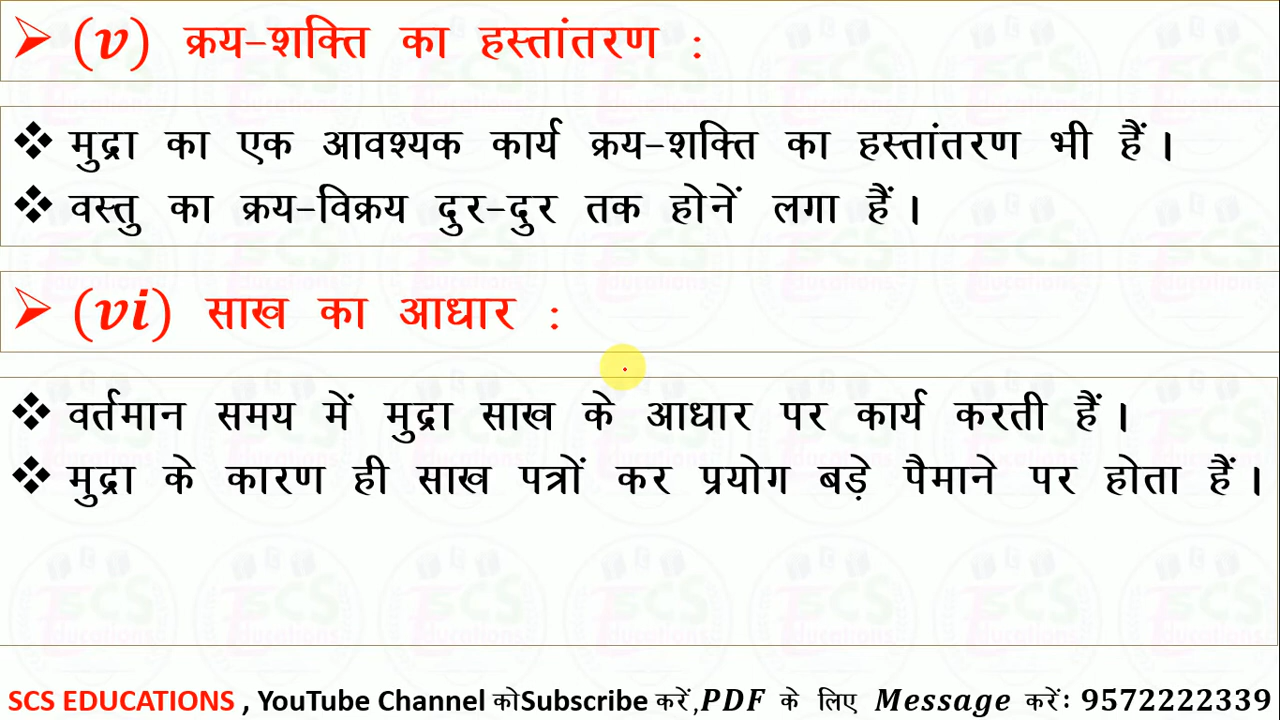 (v) क्रय-शक्ति का हस्तांतरण :
मुद्रा का एक आवश्यक कार्य क्रय-शक्ति का हस्तांतरण भी हैं।
वस्तु का क्रय-विक्रय दुर-दुर तक होनें लगा हैं।
(vi) साख का आधार :
वर्तमान समय में मुद्रा साख के आधार पर कार्य करती हैं।
मुद्रा के कारण ही साख पत्रों कर प्रयोग बड़े पैमाने पर होता हैं।
SCS EDUCATIONS , YouTube Channel कोSubscribe करें,PDF के लिए Message करेंः 9572222339